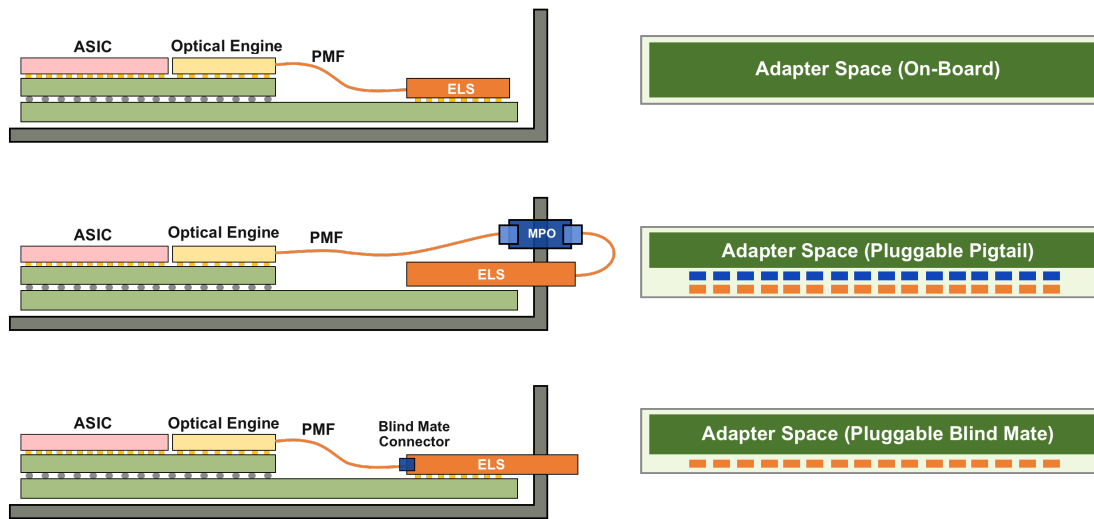 ASIC
Optical Engine
PMF
ELS
Adapter Space (On-Board)
ASIC
Optical Engine
PMF
MPO
ELS
Adapter Space (Pluggable Pigtail)
ASIC
Optical Engine
PMF
Blind Mate
Connector
ELS
Adapter Space (Pluggable Blind Mate)